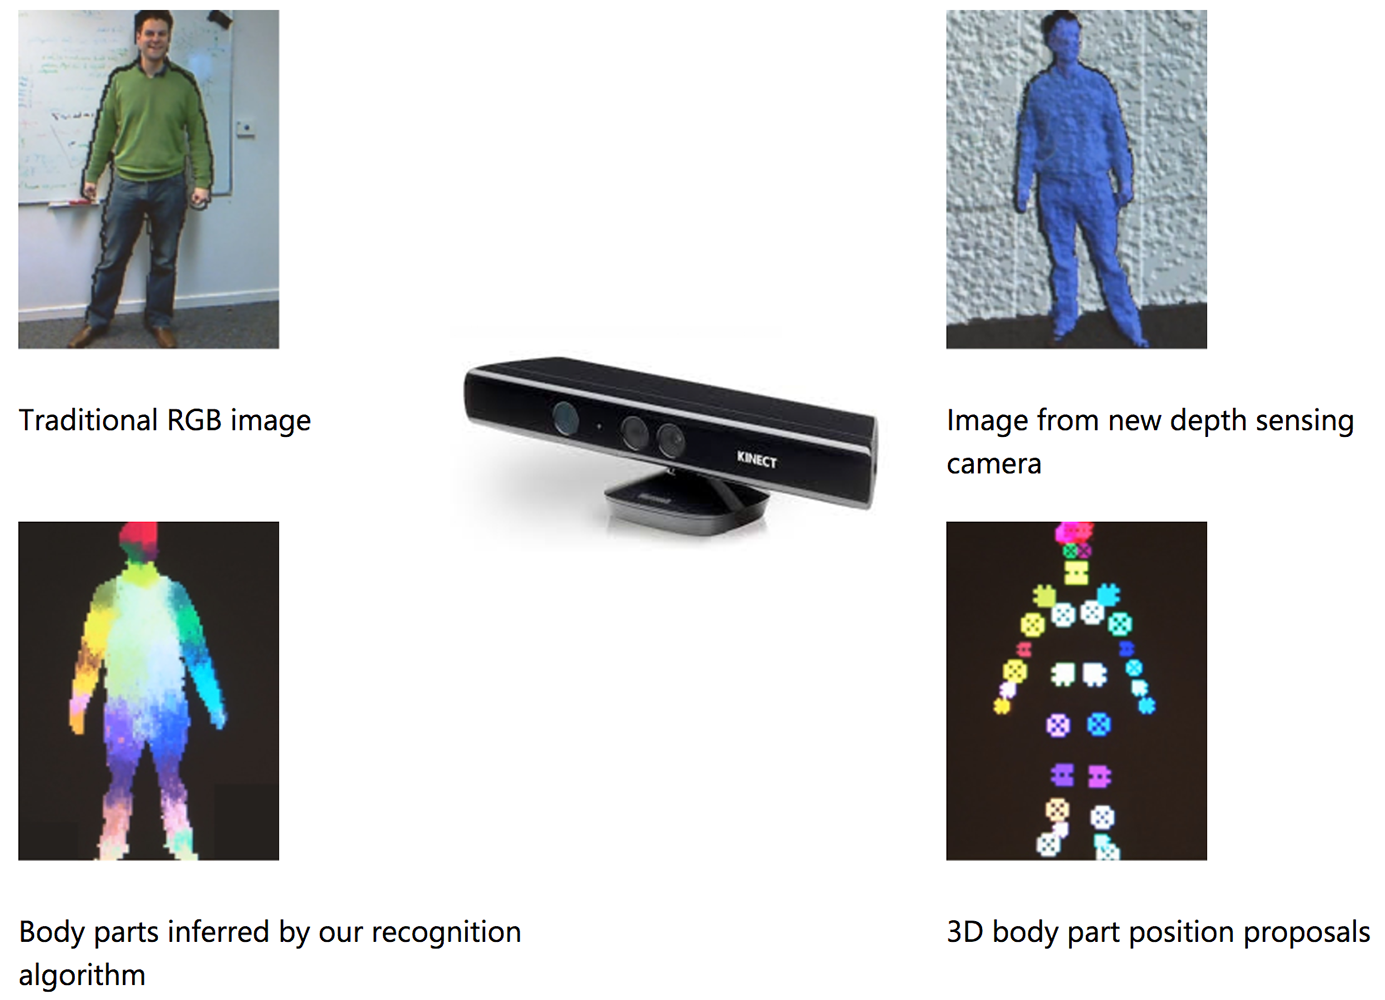 Traditional RGB image
Image from new depth sensing
camera
KINECT
Body parts inferred by our recognition
algorithm
3D body part position proposals